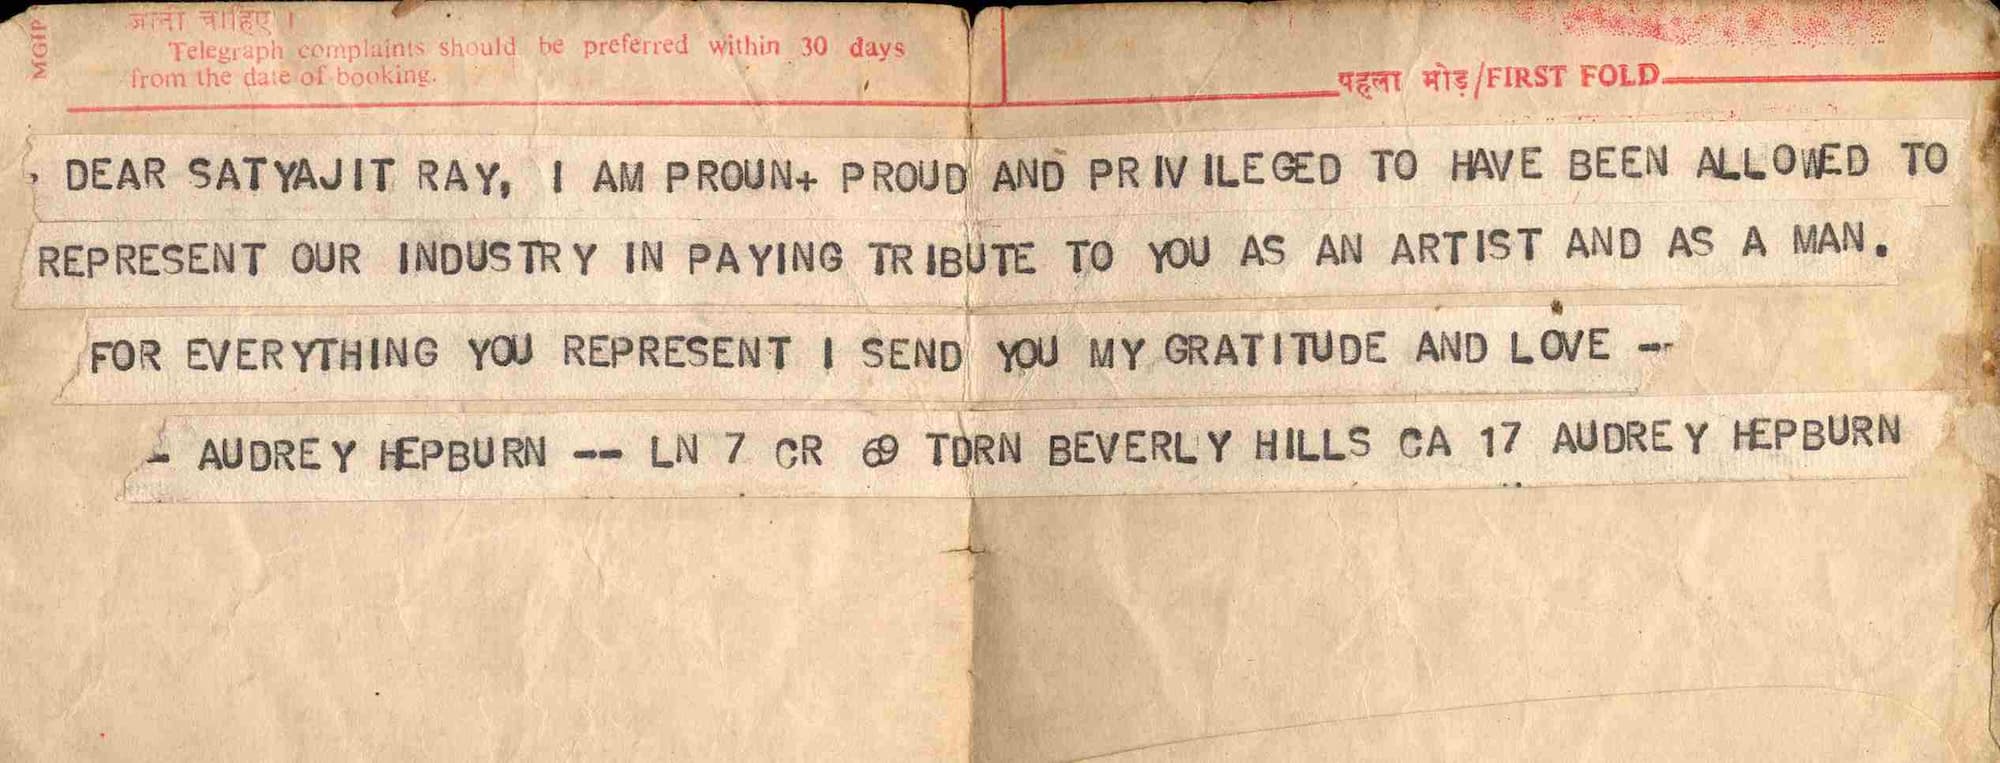 जानी चाहिए ।
Telegraph complaints should be preferred within 30 days
from the date of booking.
MGIP
पहला मोड़/FIRST FOLD
, DEAR SATYAJIT RAY, I AM PROUN+ PROUD AND PRIVILEGED TO HAVE BEEN ALLOWED TO
REPRESENT OUR INDUSTRY IN PAYING TRIBUTE TO YOU AS AN ARTIST AND AS A MAN.
FOR EVERYTHING YOU REPRESENT I SEND YOU MY GRATITUDE AND LOVE --
- AUDREY HEPBURN -- LN 7 CR 69 TDRN BEVERLY HILLS CA 17 AUDREY HEPBURN